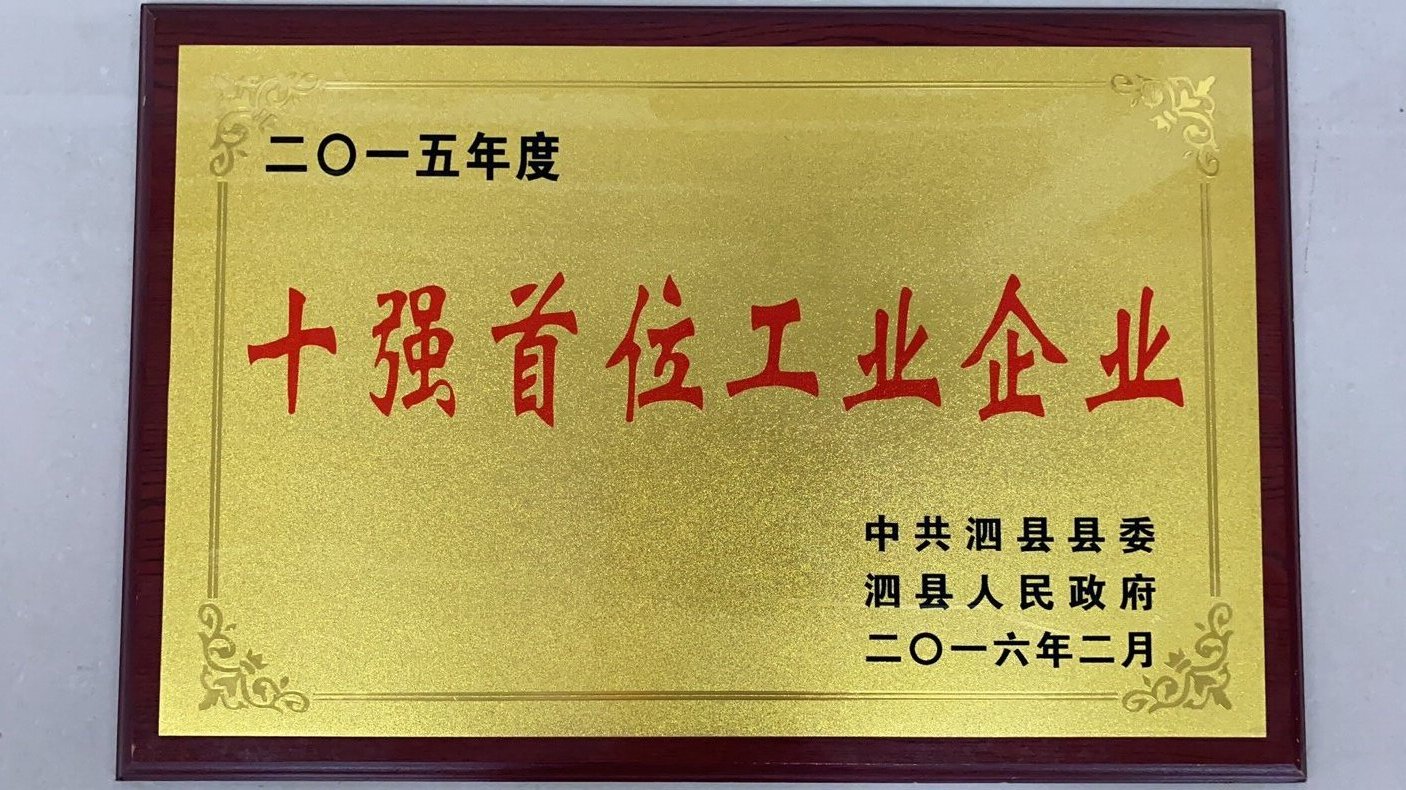 二〇一五年度
十强首位工业企业
中共泗县县委
泗县人民政府
二〇一六年二月